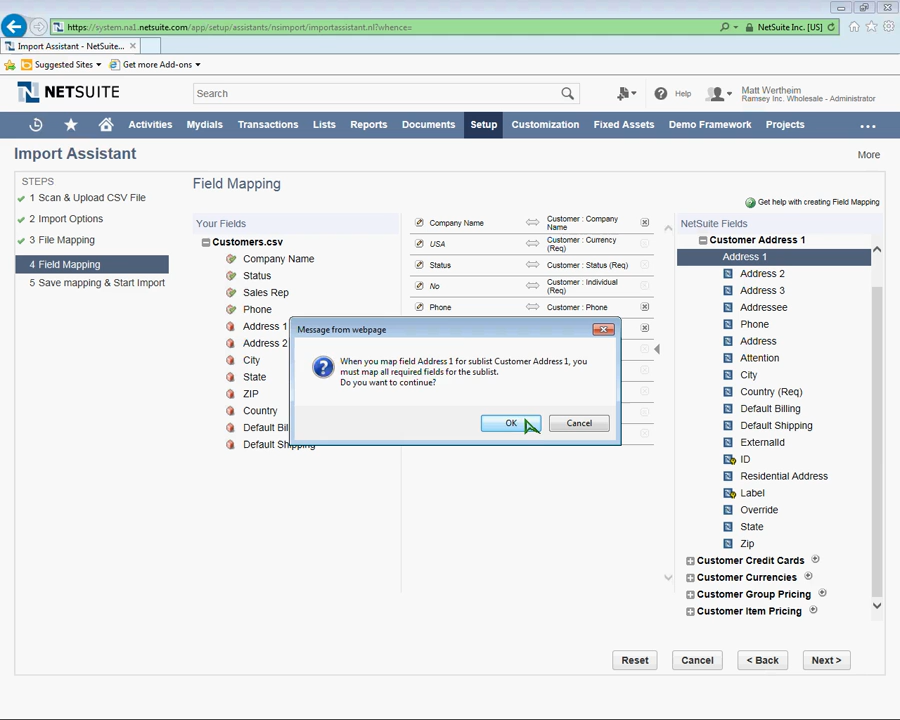 https://system.na1.netsuite.com/app/setup/assistants/nsimport/importassistant.nl?whence=
NetSuite Inc. [US]
Import Assistant - NetSuite...
Suggested Sites
Get more Add-ons
NETSUITE
Search
Help
Matt Wertheim
Ramsey Inc. Wholesale - Administrator
Activities Mydials Transactions Lists Reports Documents Setup Customization Fixed Assets Demo Framework Projects
Import Assistant
More
STEPS
1 Scan & Upload CSV File
2 Import Options
3 File Mapping
4 Field Mapping
5 Save mapping & Start Import
Field Mapping
Get help with creating Field Mapping
Your Fields
Customers.csv
Company Name
Status
Sales Rep
Phone
Address 1
Address 2
City
State
ZIP
Country
Default Bil
Default Shipping
Company Name
Customer : Company
Name
USA
Customer : Currency
(Req)
Status
Customer : Status (Req)
No
Customer : Individual
(Req)
Phone
Customer : Phone
Message from webpage
When you map field Address 1 for sublist Customer Address 1, you
must map all required fields for the sublist.
Do you want to continue?
OK
Cancel
NetSuite Fields
Customer Address 1
Address 1
Address 2
Address 3
Addressee
Phone
Address
Attention
City
Country (Req)
Default Billing
Default Shipping
ExternalId
ID
Residential Address
Label
Override
State
Zip
Customer Credit Cards
Customer Currencies
Customer Group Pricing
Customer Item Pricing
Reset
Cancel
< Back
Next >